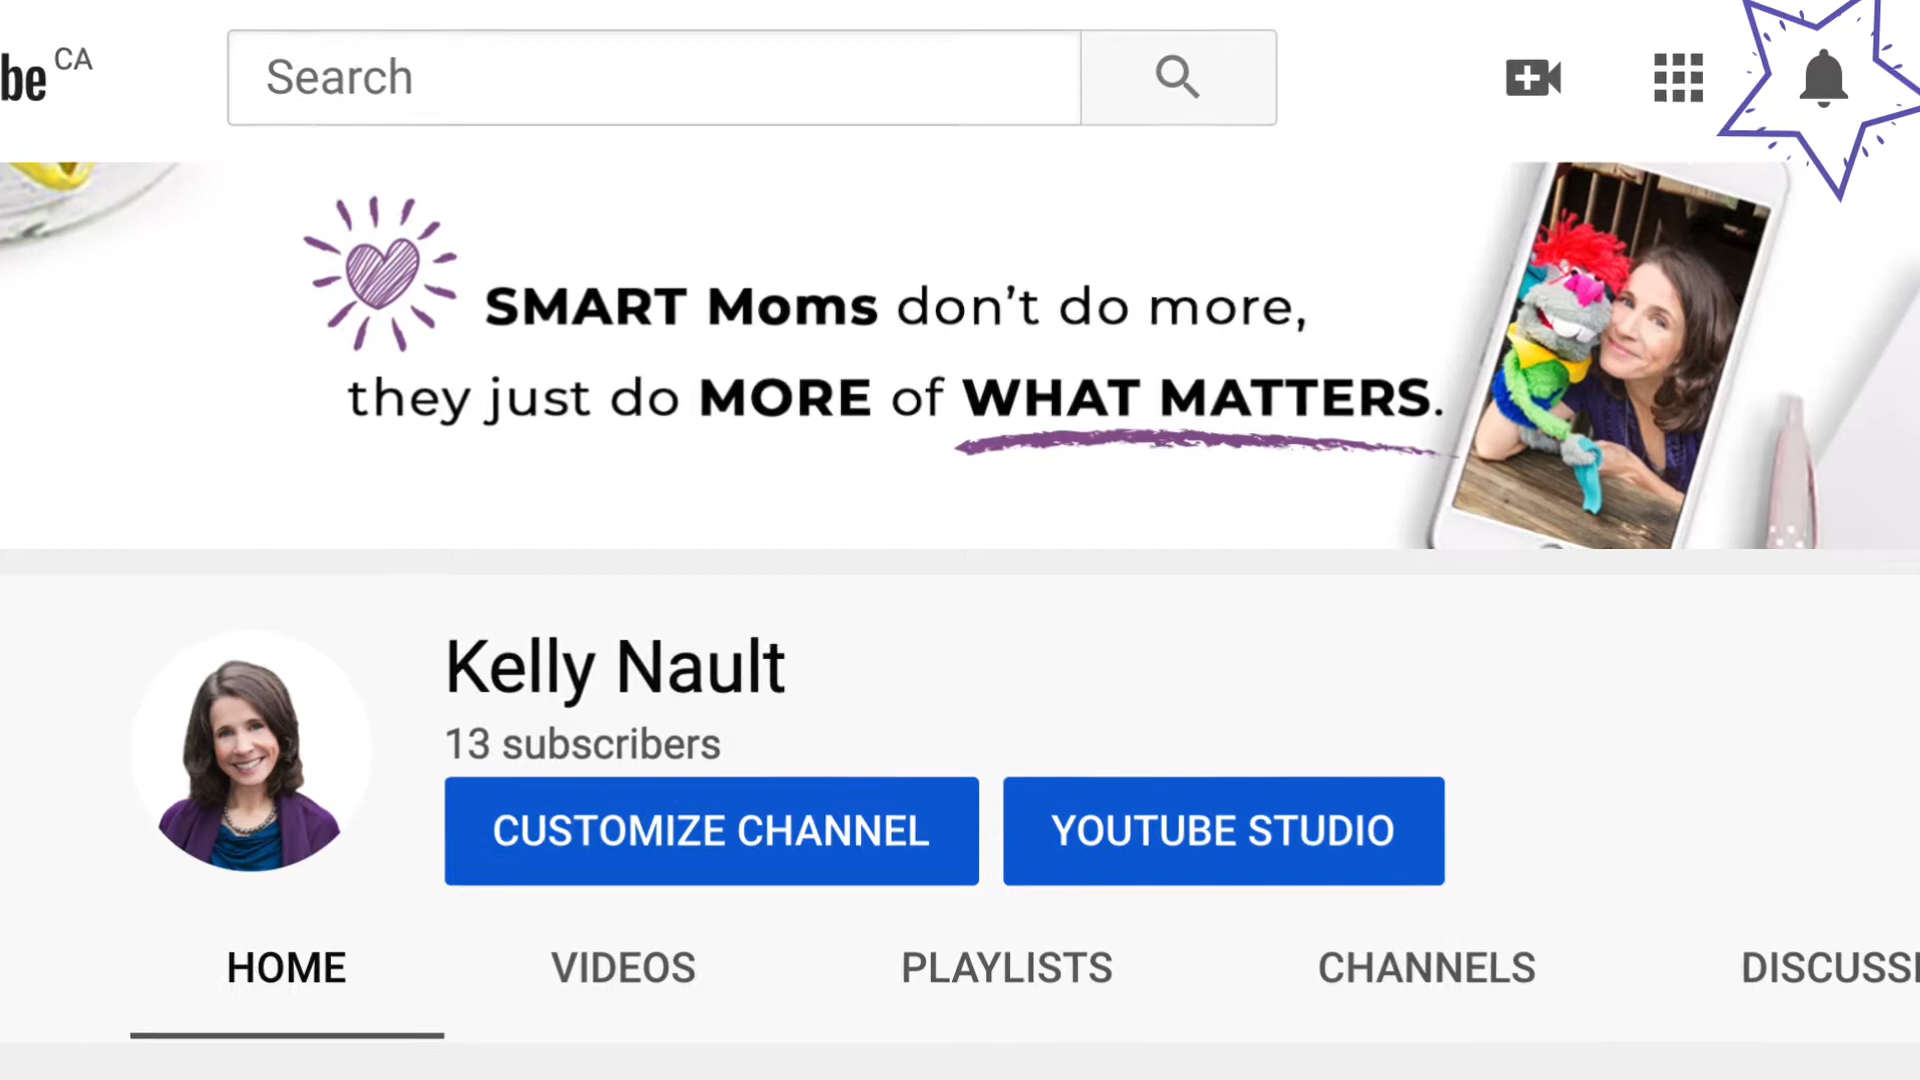 be CA
Search
SMART Moms don't do more,
they just do MORE of WHAT MATTERS.
Kelly Nault
13 subscribers
CUSTOMIZE CHANNEL YOUTUBE STUDIO
HOME VIDEOS PLAYLISTS CHANNELS DISCUSSI